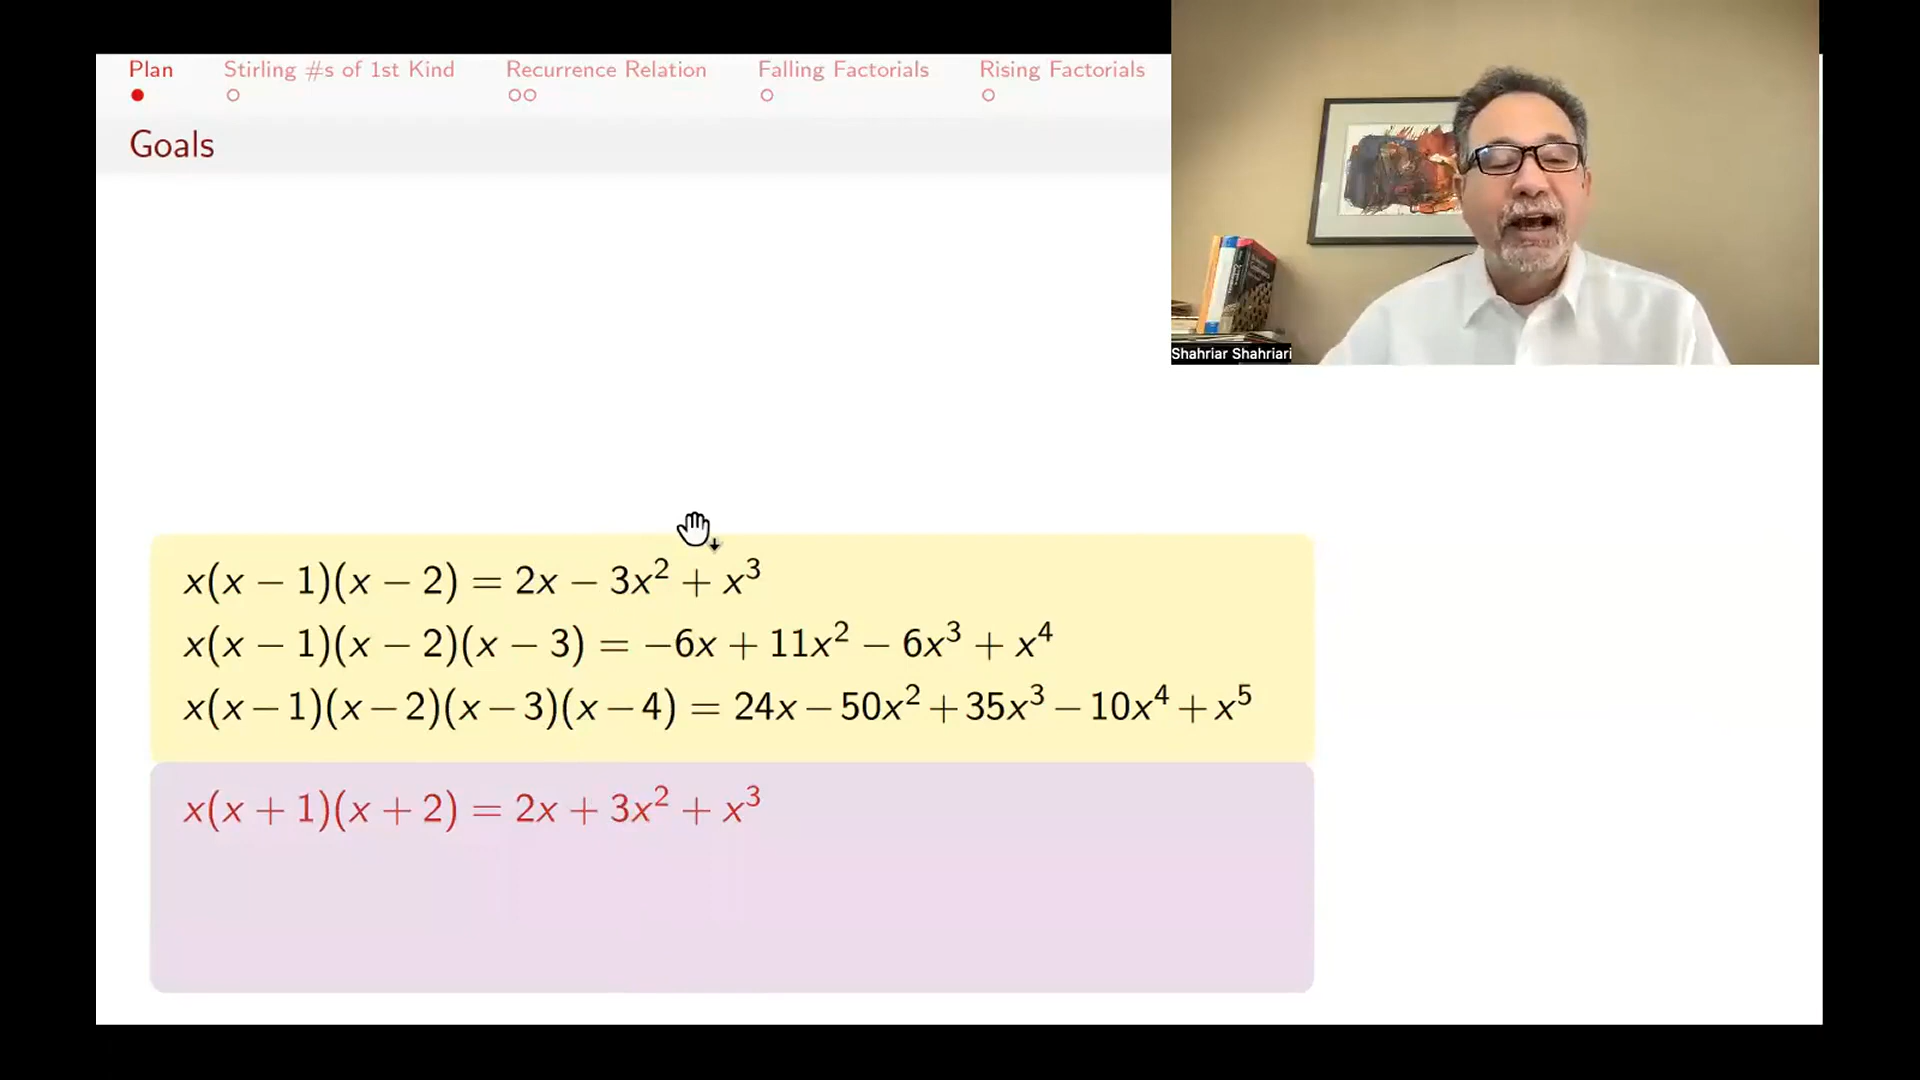 Plan Stirling #s of 1st Kind Recurrence Relation Falling Factorials Rising Factorials
Goals
Shahriar Shahriari
x(x − 1)(x − 2) = 2x − 3x² + x³
x(x − 1)(x − 2)(x − 3) = −6x + 11x² − 6x³ + x⁴
x(x − 1)(x − 2)(x − 3)(x − 4) = 24x − 50x² + 35x³ − 10x⁴ + x⁵
x(x + 1)(x + 2) = 2x + 3x² + x³